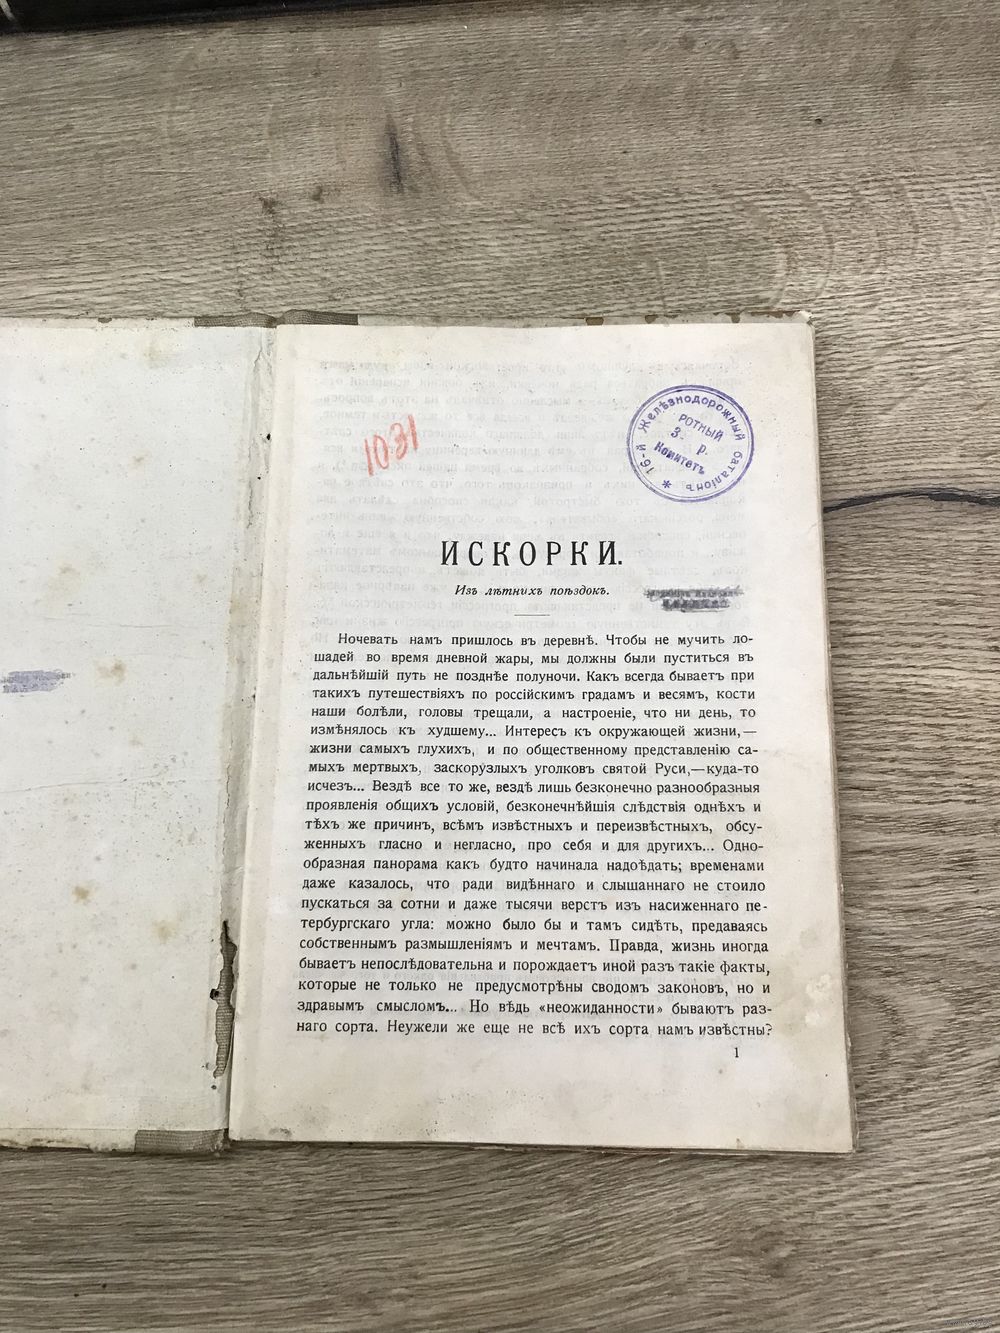 1031
16-й Желѣзнодорожный баталіонъ *
РОТНЫЙ
3. р.
Комитетъ
ИСКОРКИ.
Изъ лѣтнихъ поѣздокъ.
Ночевать намъ пришлось въ деревнѣ. Чтобы не мучить ло-
шадей во время дневной жары, мы должны были пуститься въ
дальнѣйшій путь не позднѣе полуночи. Какъ всегда бываетъ при
такихъ путешествіяхъ по россійскимъ градамъ и весямъ, кости
наши болѣли, головы трещали, а настроеніе, что ни день, то
измѣнялось къ худшему... Интересъ къ окружающей жизни,—
жизни самыхъ глухихъ, и по общественному представленію са-
мыхъ мертвыхъ, заскорузлыхъ уголковъ святой Руси,—куда-то
исчезъ... Вездѣ все то же, вездѣ лишь безконечно разнообразныя
проявленія общихъ условій, безконечнѣйшія слѣдствія однѣхъ и
тѣхъ же причинъ, всѣмъ извѣстныхъ и переизвѣстныхъ, обсу-
женныхъ гласно и негласно, про себя и для другихъ... Одно-
образная панорама какъ будто начинала надоѣдать; временами
даже казалось, что ради видѣннаго и слышаннаго не стоило
пускаться за сотни и даже тысячи верстъ изъ насиженнаго пе-
тербургскаго угла: можно было бы и тамъ сидѣть, предаваясь
собственнымъ размышленіямъ и мечтамъ. Правда, жизнь иногда
бываетъ непослѣдовательна и порождаетъ иной разъ такіе факты,
которые не только не предусмотрѣны сводомъ законовъ, но и
здравымъ смысломъ... Но вѣдь «неожиданности» бываютъ раз-
наго сорта. Неужели же еще не всѣ ихъ сорта намъ извѣстны?
1